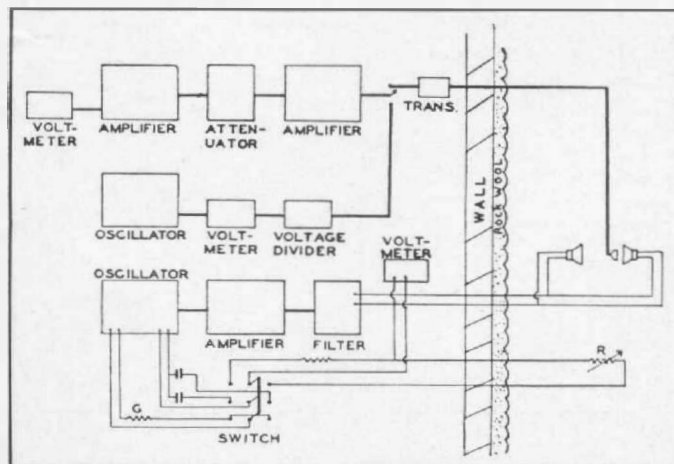 VOLT-
METER
AMPLIFIER
ATTEN-
UATOR
AMPLIFIER
TRANS.
WALL
ROCK WOOL
OSCILLATOR
VOLT-
METER
VOLTAGE
DIVIDER
VOLT-
METER
OSCILLATOR
AMPLIFIER
FILTER
R
G
SWITCH